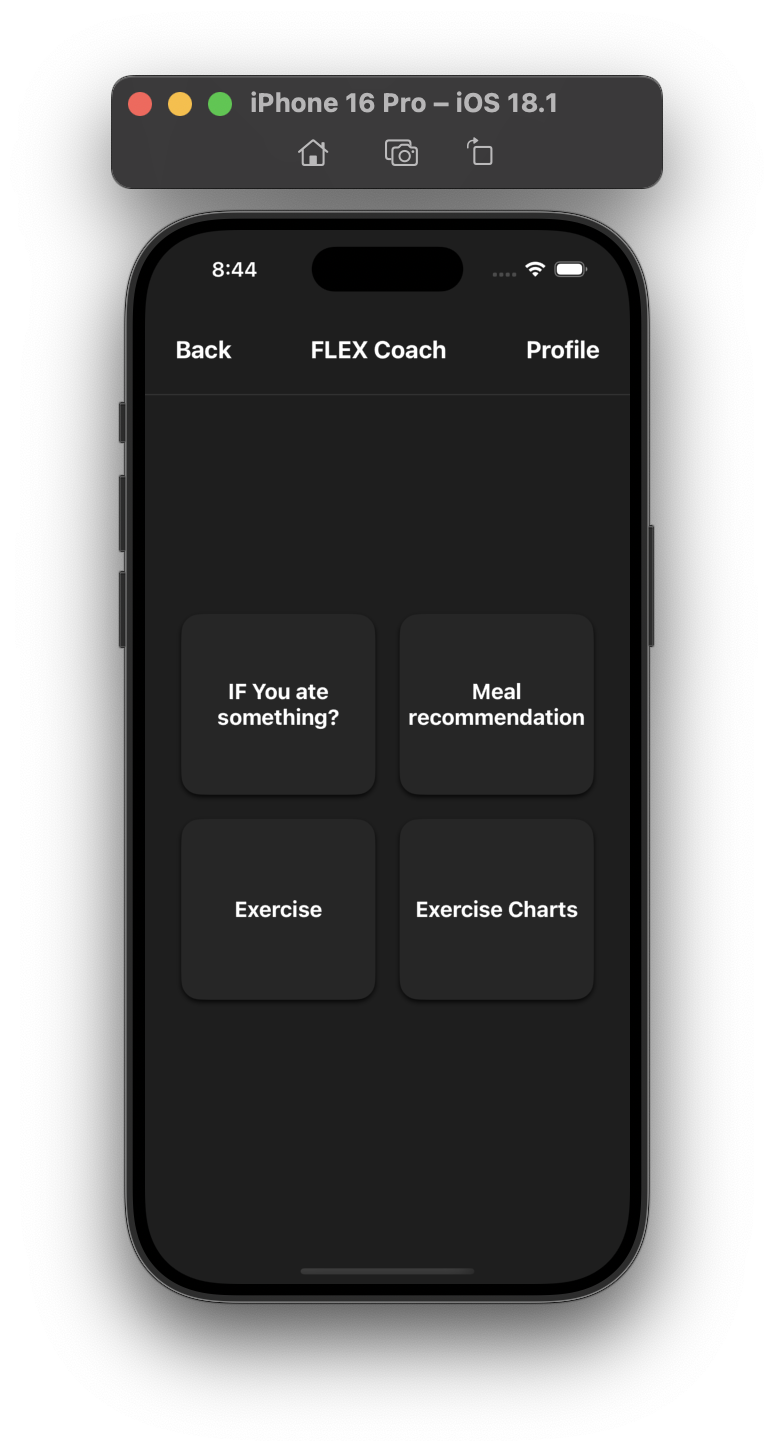 iPhone 16 Pro – iOS 18.1
8:44
Back FLEX Coach Profile
IF You ate
something?
Meal
recommendation
Exercise
Exercise Charts